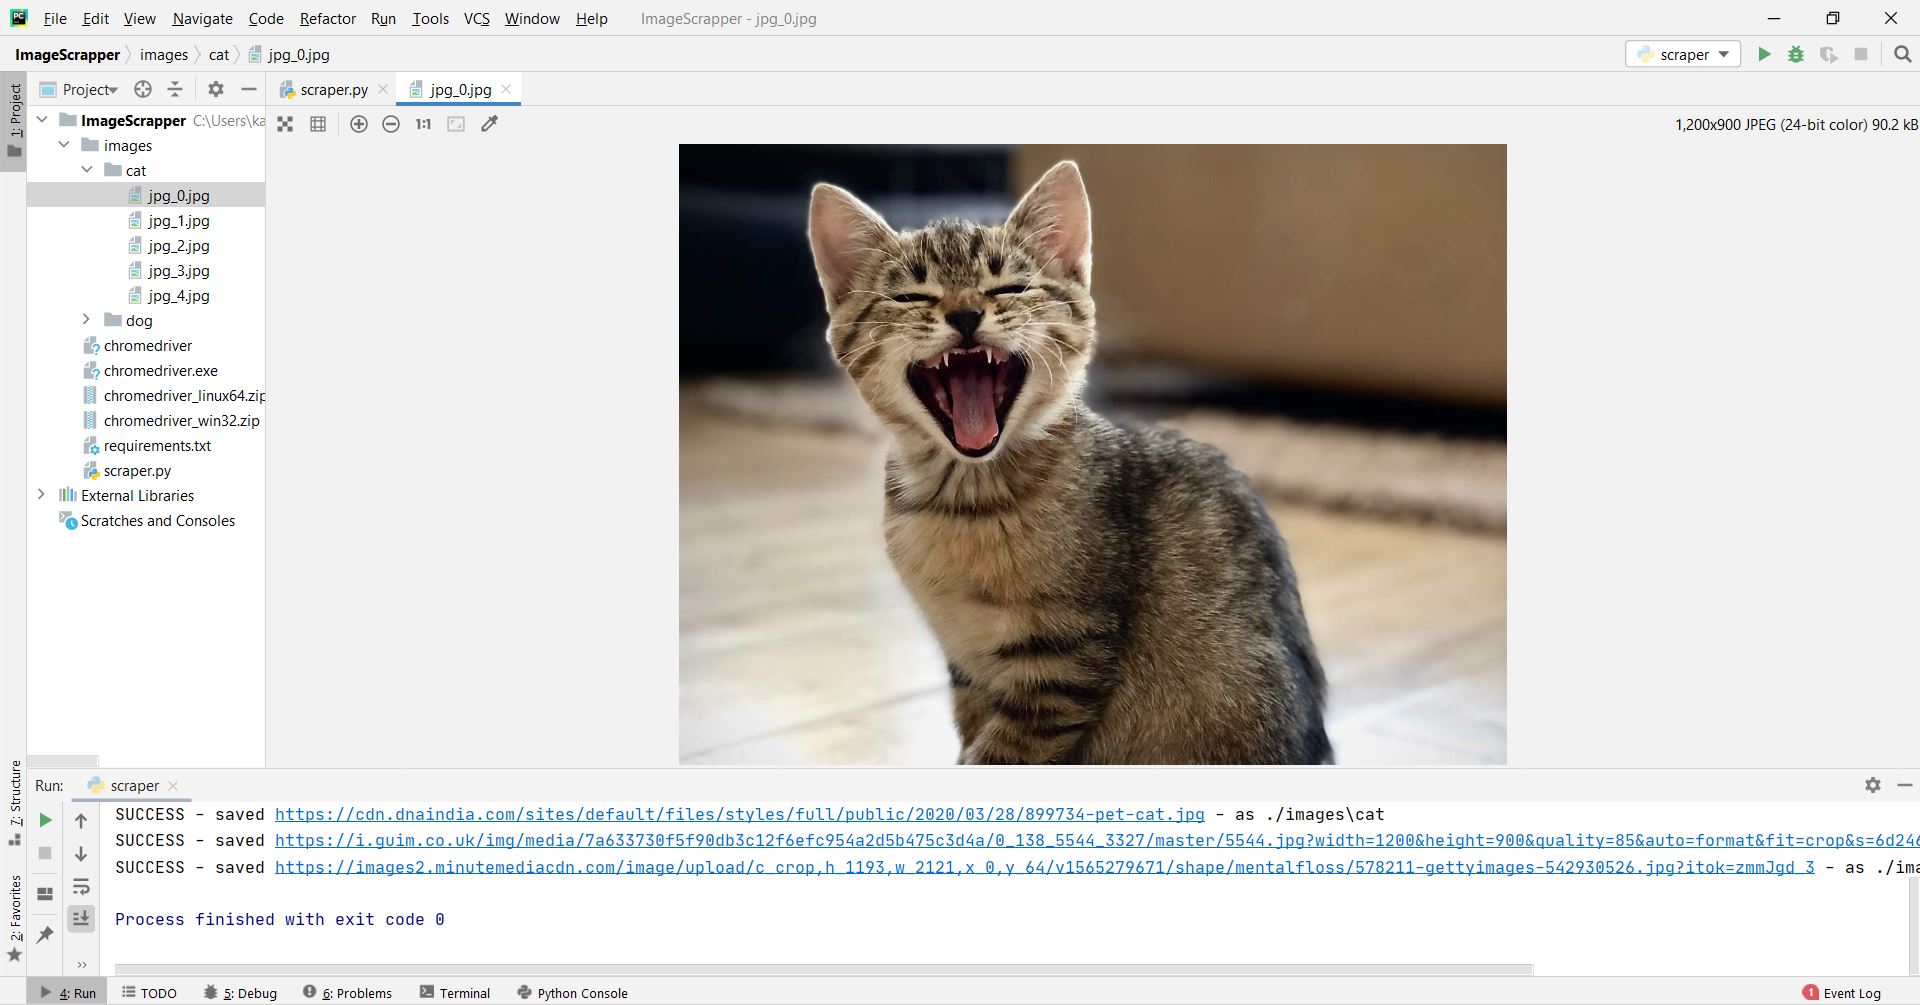 PC File Edit View Navigate Code Refactor Run Tools VCS Window Help ImageScrapper - jpg_0.jpg
ImageScrapper images cat jpg_0.jpg scraper
1: Project
Project
scraper.py jpg_0.jpg
1:1 1,200x900 JPEG (24-bit color) 90.2 kB
ImageScrapper C:\Users\ka
images
cat
jpg_0.jpg
jpg_1.jpg
jpg_2.jpg
jpg_3.jpg
jpg_4.jpg
dog
chromedriver
chromedriver.exe
chromedriver_linux64.zip
chromedriver_win32.zip
requirements.txt
scraper.py
External Libraries
Scratches and Consoles
7: Structure
2: Favorites
Run: scraper
SUCCESS - saved https://cdn.dnaindia.com/sites/default/files/styles/full/public/2020/03/28/899734-pet-cat.jpg - as ./images\cat
SUCCESS - saved https://i.guim.co.uk/img/media/7a633730f5f90db3c12f6efc954a2d5b475c3d4a/0_138_5544_3327/master/5544.jpg?width=1200&height=900&quality=85&auto=format&fit=crop&s=6d246
SUCCESS - saved https://images2.minutemediacdn.com/image/upload/c_crop,h_1193,w_2121,x_0,y_64/v1565279671/shape/mentalfloss/578211-gettyimages-542930526.jpg?itok=zmmJgd_3 - as ./ima
Process finished with exit code 0
4: Run TODO 5: Debug 6: Problems Terminal Python Console 1 Event Log